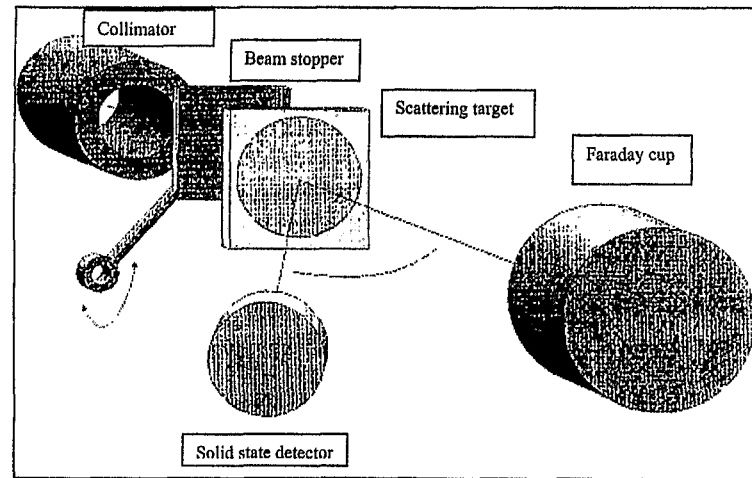 Collimator
Beam stopper
Scattering target
Faraday cup
Solid state detector